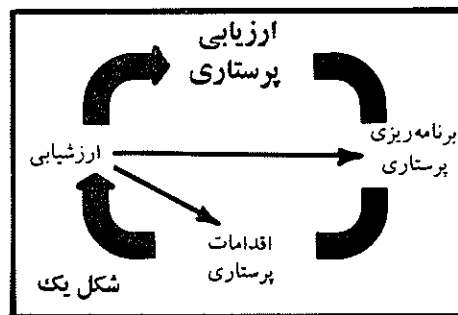 ارزیابی
پرستاری
برنامه‌ریزی
پرستاری
ارزشیابی
اقدامات
پرستاری
شکل یک